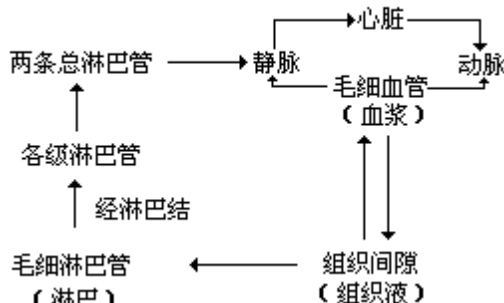 心脏
两条总淋巴管
静脉
动脉
毛细血管
（血浆）
各级淋巴管
经淋巴结
毛细淋巴管
（淋巴）
组织间隙
（组织液）